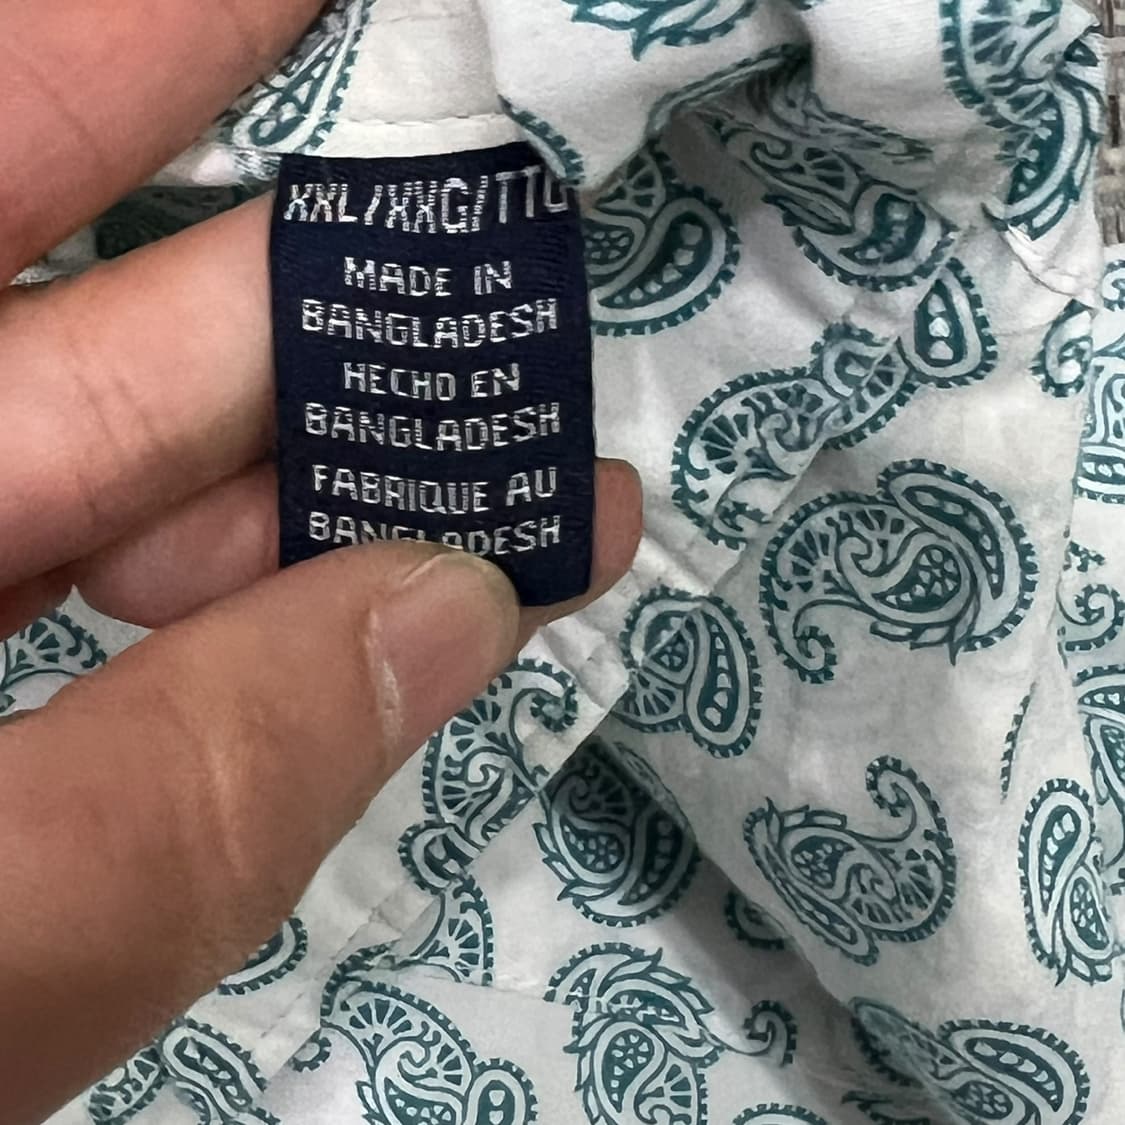 XXL/XXG/TTG
MADE IN
BANGLADESH
HECHO EN
BANGLADESH
FABRIQUE AU
BANGLADESH